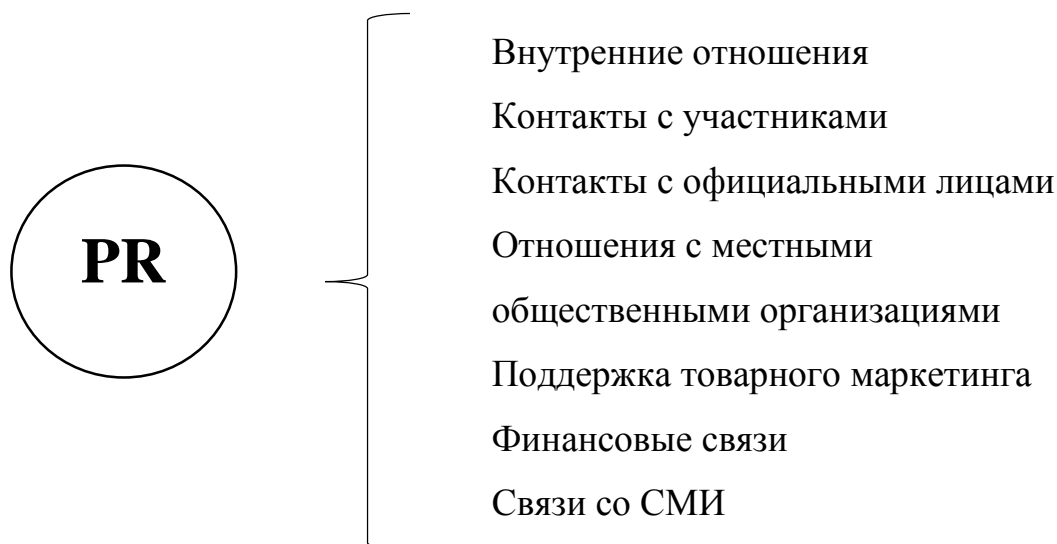 Внутренние отношения
Контакты с участниками
Контакты с официальными лицами
PR
Отношения с местными
общественными организациями
Поддержка товарного маркетинга
Финансовые связи
Связи со СМИ